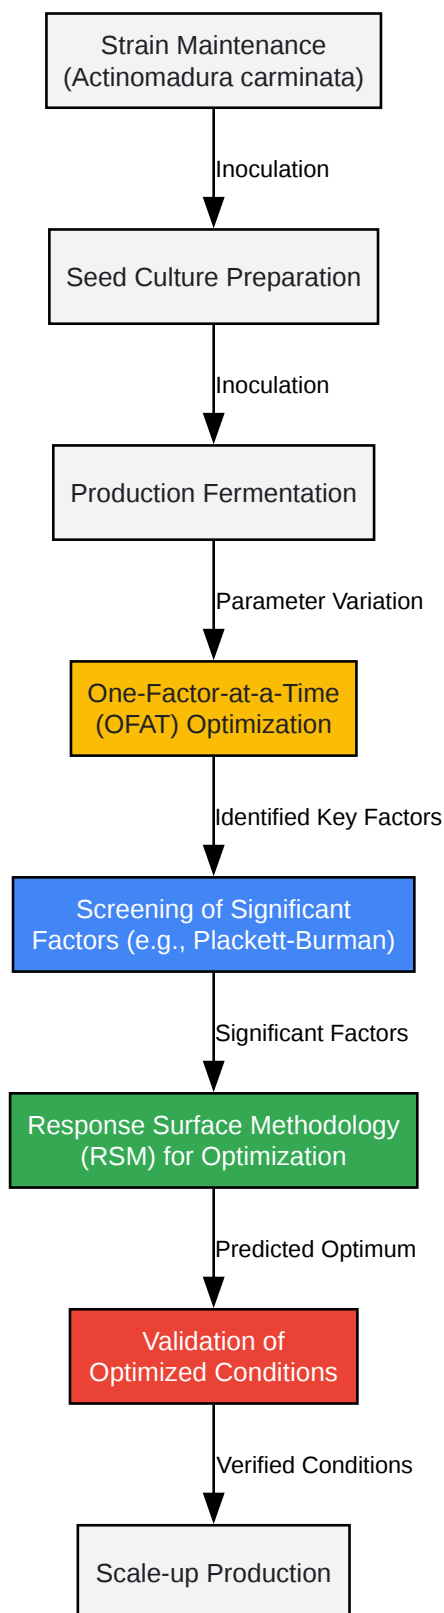 Strain Maintenance
(Actinomadura carminata)
Inoculation
Seed Culture Preparation
Inoculation
Production Fermentation
Parameter Variation
One-Factor-at-a-Time
(OFAT) Optimization
Identified Key Factors
Screening of Significant
Factors (e.g., Plackett-Burman)
Significant Factors
Response Surface Methodology
(RSM) for Optimization
Predicted Optimum
Validation of
Optimized Conditions
Verified Conditions
Scale-up Production